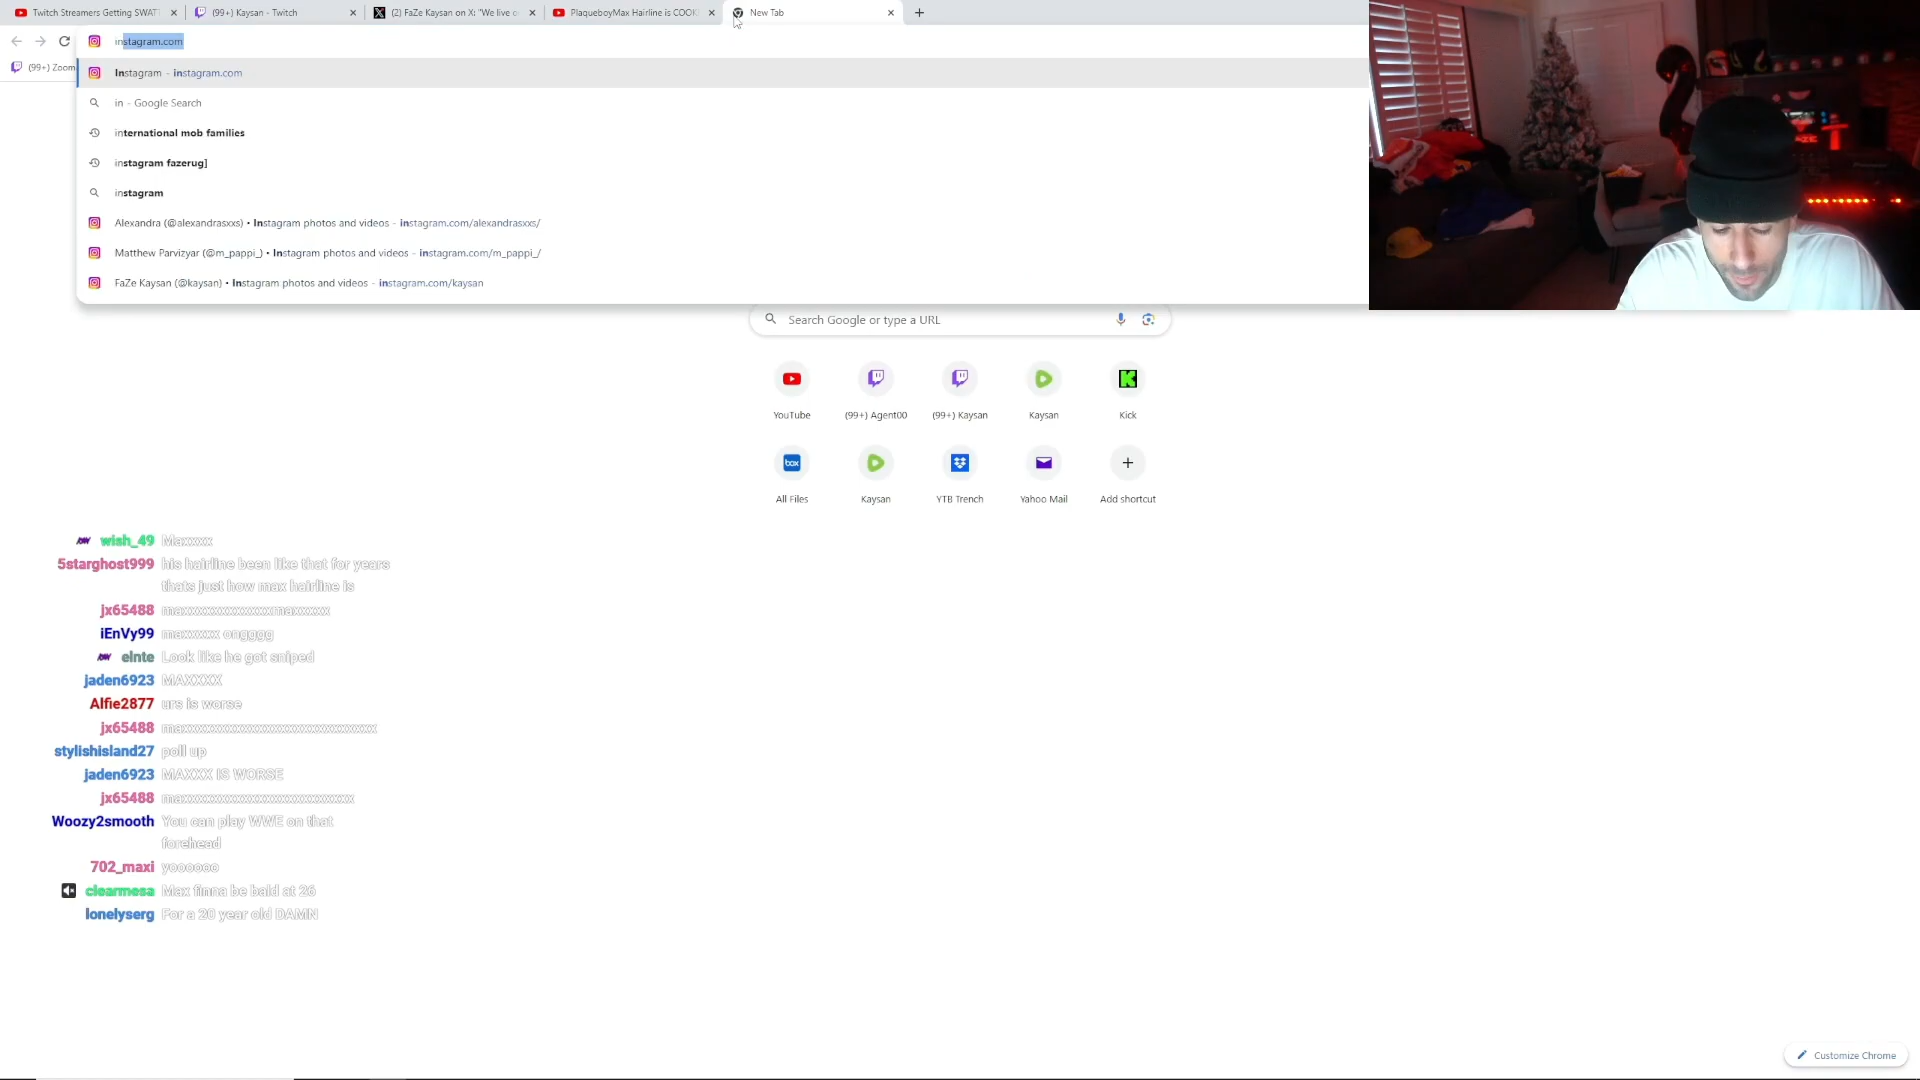 Twitch Streamers Getting SWAT
(99+) Kaysan - Twitch
(2) FaZe Kaysan on X: "We live o
PlaqueboyMax Hairline is COOK
New Tab
instagram.com
(99+) Zoom
Instagram - instagram.com
in - Google Search
international mob families
instagram fazerug]
instagram
Alexandra (@alexandrasxxs) • Instagram photos and videos - instagram.com/alexandrasxxs/
Matthew Parvizyar (@m_pappi_) • Instagram photos and videos - instagram.com/m_pappi_/
FaZe Kaysan (@kaysan) • Instagram photos and videos - instagram.com/kaysan
Search Google or type a URL
YouTube
(99+) Agent00
(99+) Kaysan
Kaysan
Kick
box
All Files
Kaysan
YTB Trench
Yahoo Mail
Add shortcut
wish_49 Maxxxx
5starghost999 his hairline been like that for years
thats just how max hairline is
jx65488
iEnVy99 maxxxxx ongggg
elnte Look like he got sniped
jaden6923 MAXXXX
Alfie2877 urs is worse
jx65488
stylishisland27 poll up
jaden6923 MAXXX IS WORSE
jx65488
Woozy2smooth You can play WWE on that
forehead
702_maxi yoooooo
clearmesa Max finna be bald at 26
lonelyserg For a 20 year old DAMN
Customize Chrome